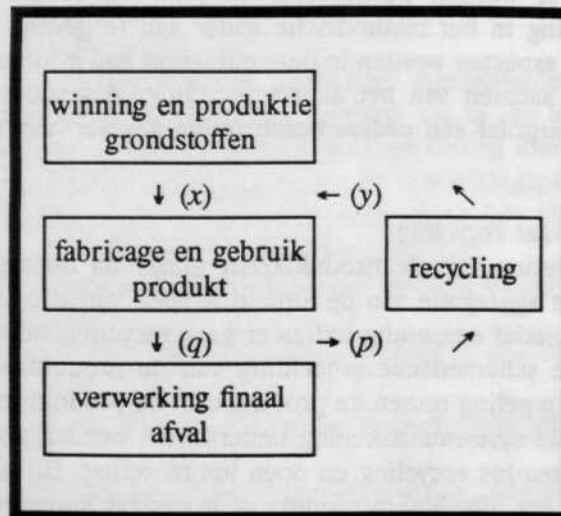 winning en produktie
grondstoffen
↓ (x) ← (y) ↖
fabricage en gebruik
produkt
recycling
↓ (q) → (p) ↗
verwerking finaal
afval